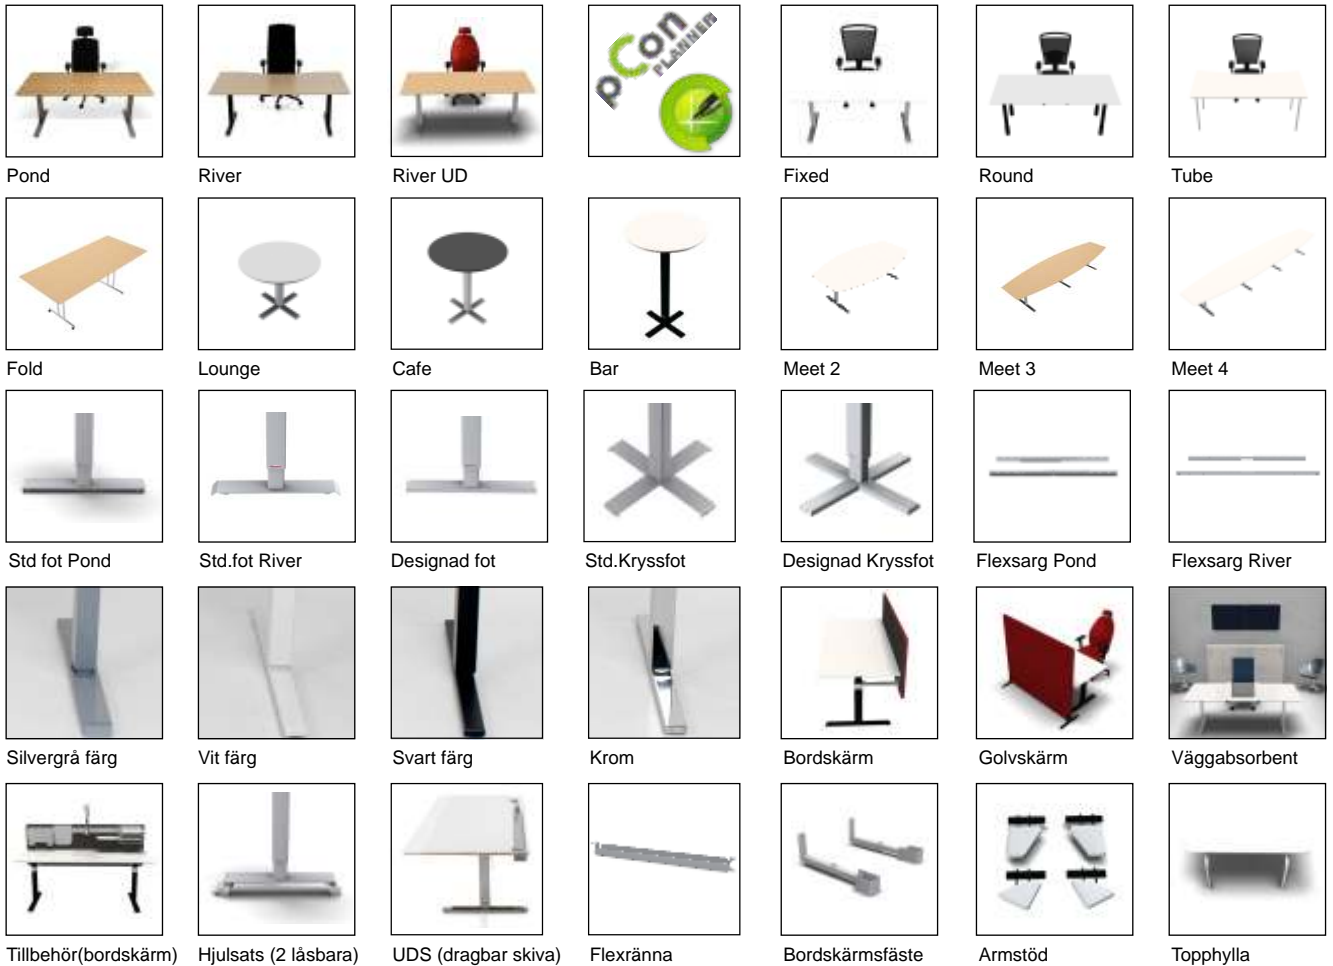 pCon
PLANNER
Pond
River
River UD
Fixed
Round
Tube
Fold
Lounge
Cafe
Bar
Meet 2
Meet 3
Meet 4
Std fot Pond
Std.fot River
Designad fot
Std.Kryssfot
Designad Kryssfot
Flexsarg Pond
Flexsarg River
Silvergrå färg
Vit färg
Svart färg
Krom
Bordskärm
Golvskärm
Väggabsorbent
Tillbehör(bordskärm)
Hjulsats (2 låsbara)
UDS (dragbar skiva)
Flexränna
Bordskärmsfäste
Armstöd
Topphylla